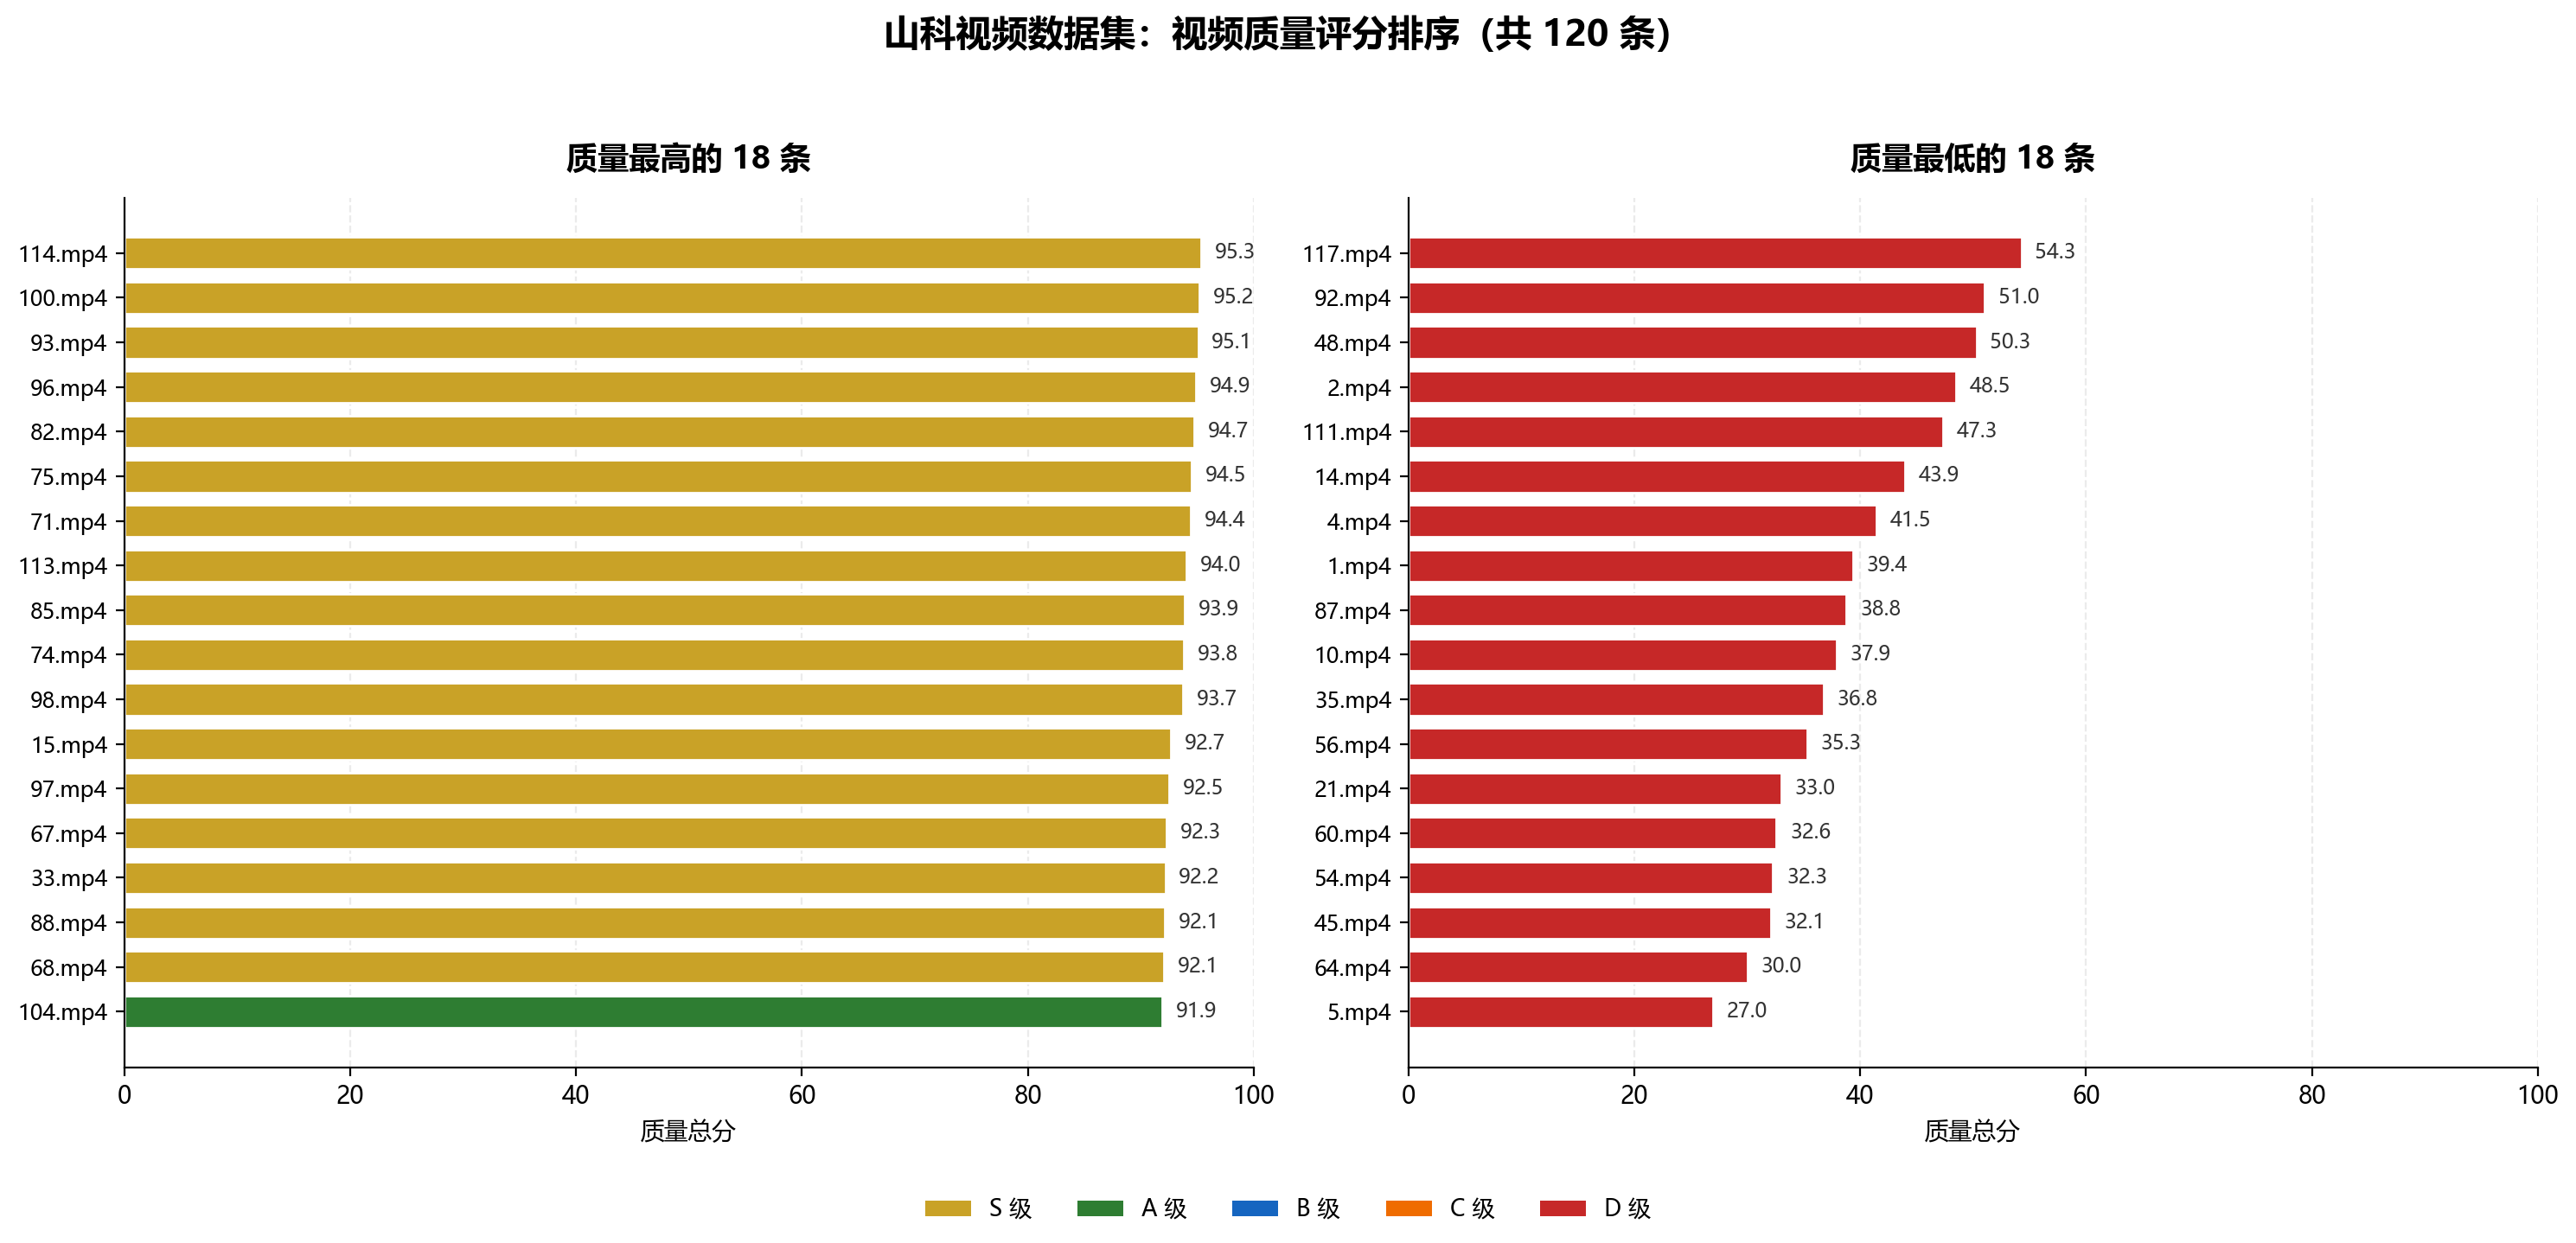 山科视频数据集：视频质量评分排序（共 120 条）
质量最高的 18 条
114.mp4 95.3
100.mp4 95.2
93.mp4 95.1
96.mp4 94.9
82.mp4 94.7
75.mp4 94.5
71.mp4 94.4
113.mp4 94.0
85.mp4 93.9
74.mp4 93.8
98.mp4 93.7
15.mp4 92.7
97.mp4 92.5
67.mp4 92.3
33.mp4 92.2
88.mp4 92.1
68.mp4 92.1
104.mp4 91.9
0 20 40 60 80 100
质量总分
质量最低的 18 条
117.mp4 54.3
92.mp4 51.0
48.mp4 50.3
2.mp4 48.5
111.mp4 47.3
14.mp4 43.9
4.mp4 41.5
1.mp4 39.4
87.mp4 38.8
10.mp4 37.9
35.mp4 36.8
56.mp4 35.3
21.mp4 33.0
60.mp4 32.6
54.mp4 32.3
45.mp4 32.1
64.mp4 30.0
5.mp4 27.0
0 20 40 60 80 100
质量总分
S 级 A 级 B 级 C 级 D 级